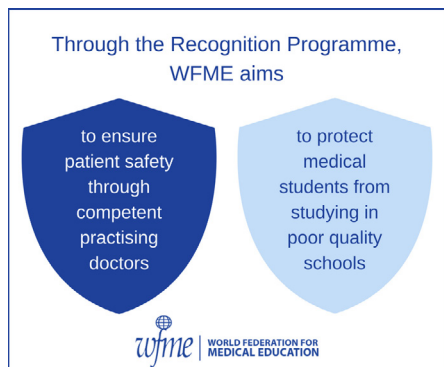 Through the Recognition Programme,
WFME aims
to ensure
patient safety
through
competent
practising
doctors
to protect
medical
students from
studying in
poor quality
schools
wfme
WORLD FEDERATION FOR
MEDICAL EDUCATION